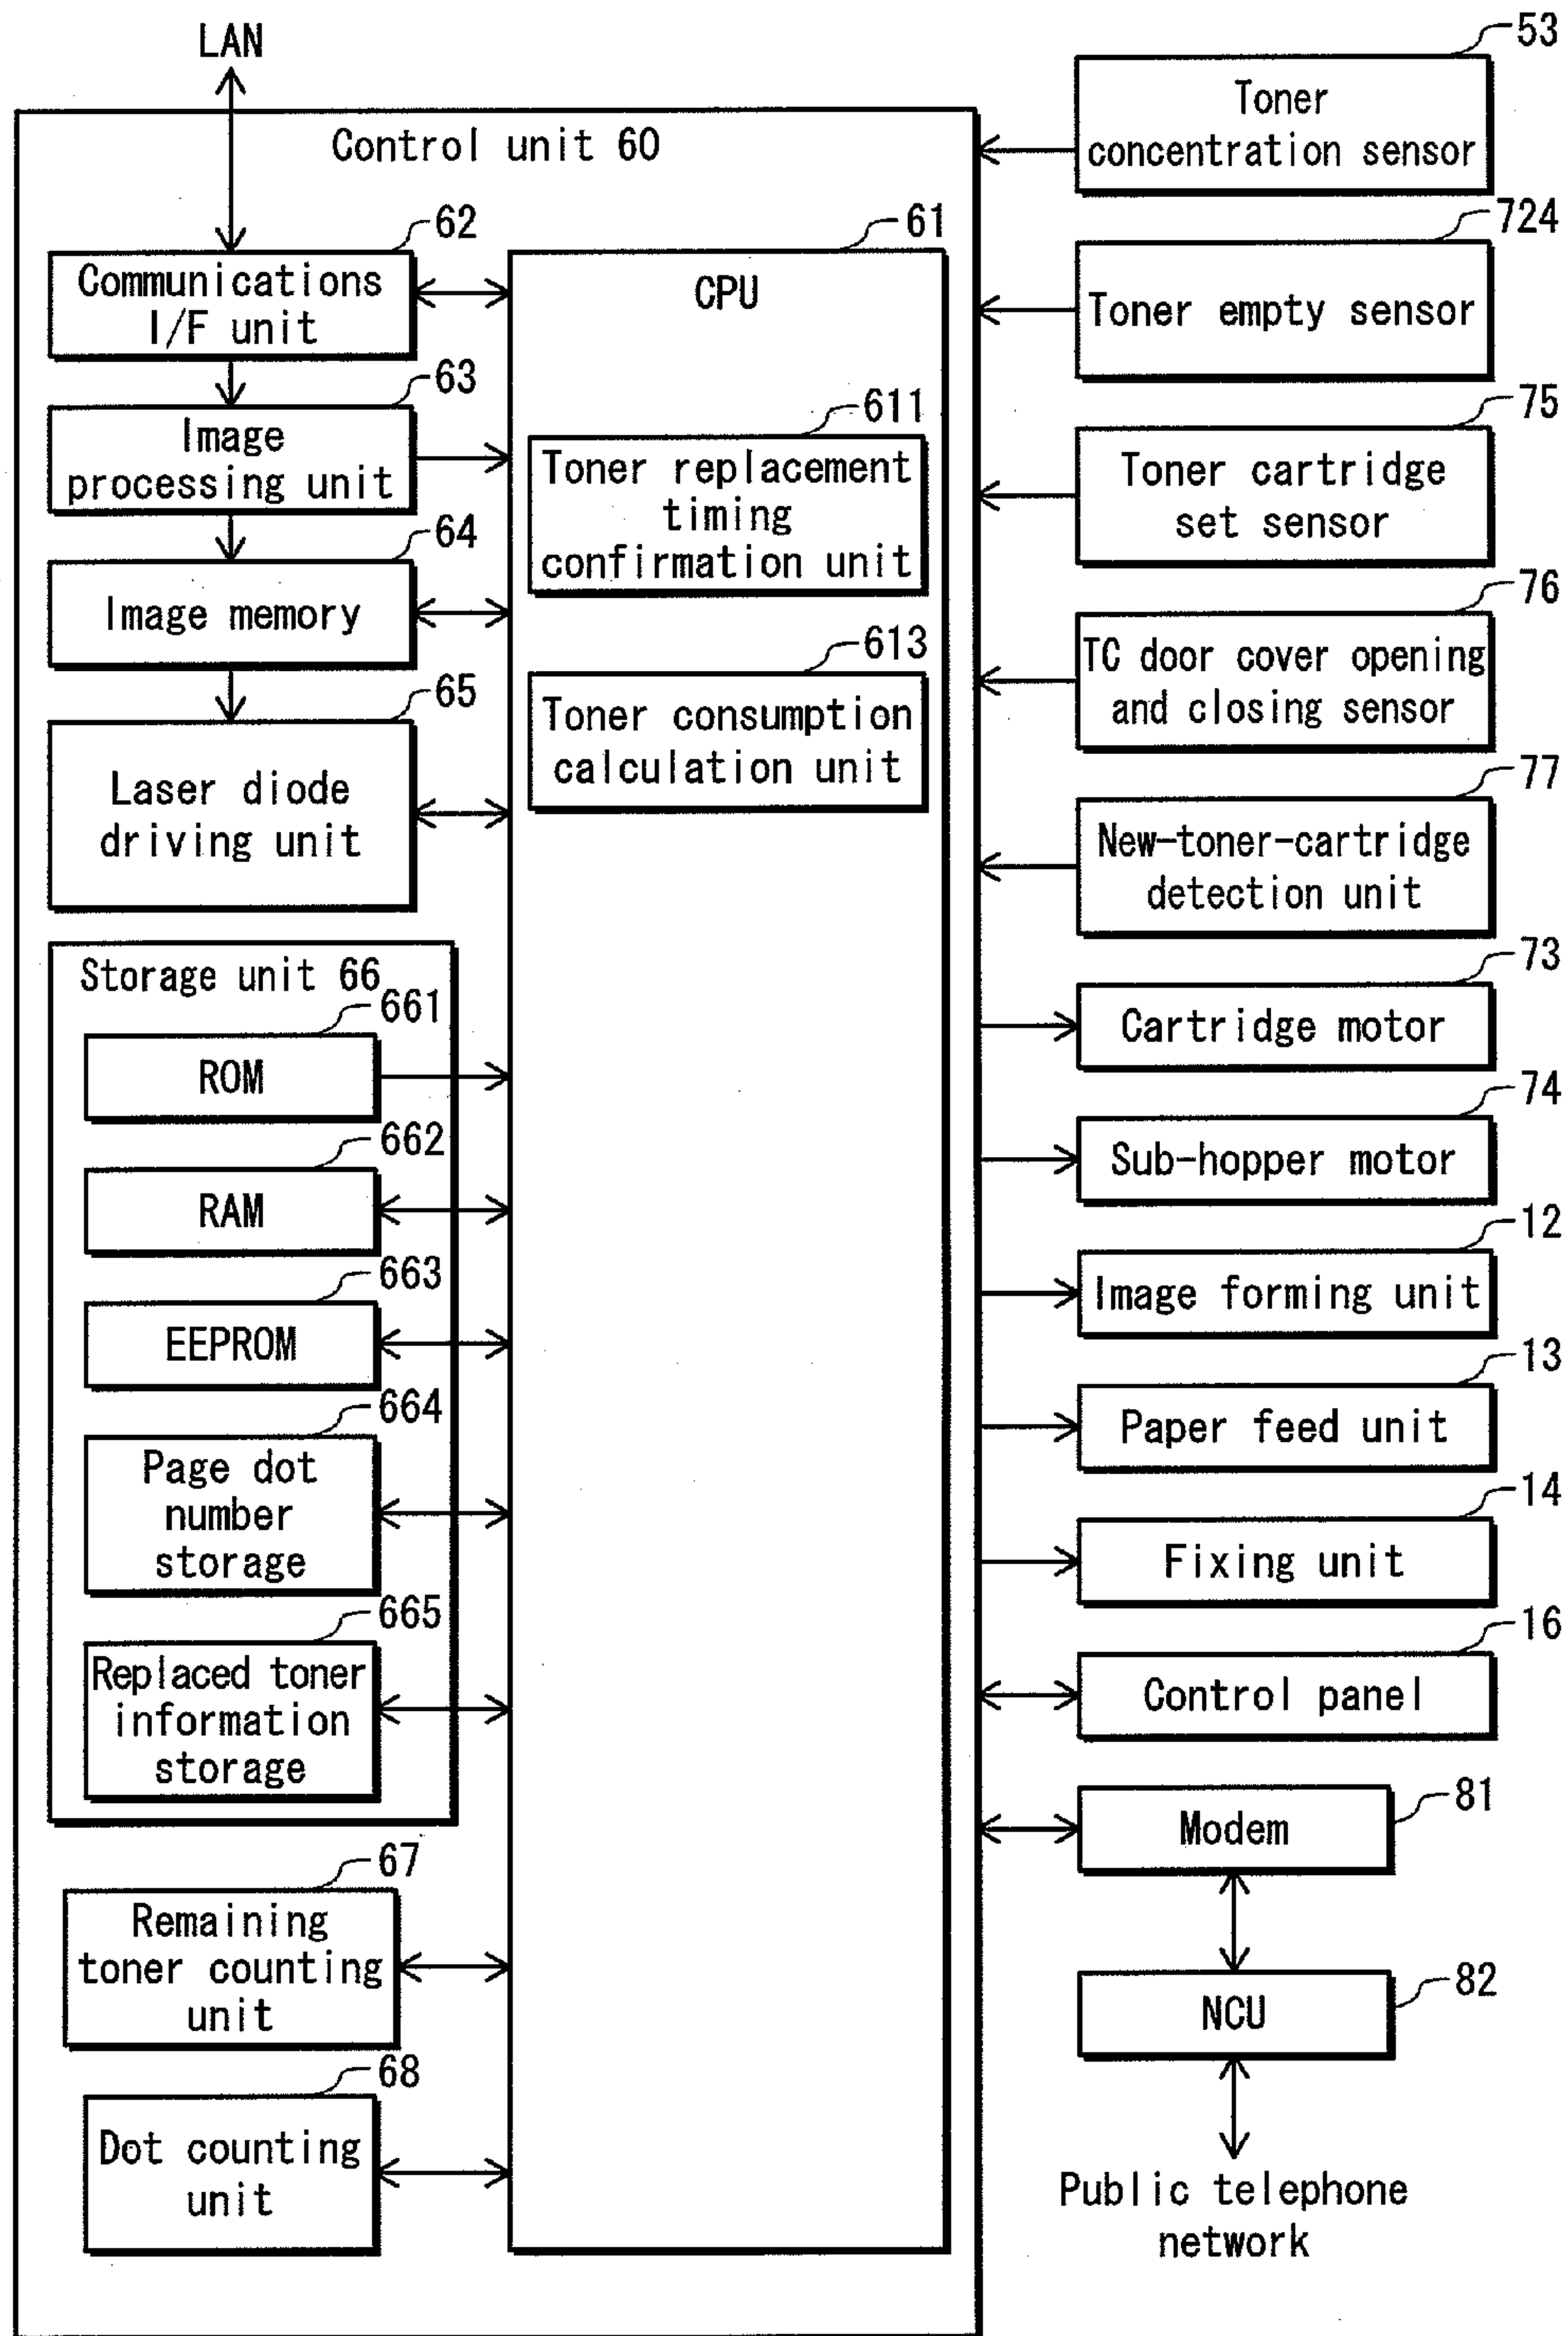 LAN
Control unit 60
62
Communications
I/F unit
63
Image
processing unit
64
Image memory
65
Laser diode
driving unit
Storage unit 66
661
ROM
662
RAM
663
EEPROM
664
Page dot
number
storage
665
Replaced toner
information
storage
67
Remaining
toner counting
unit
68
Dot counting
unit
61
CPU
611
Toner replacement
timing
confirmation unit
613
Toner consumption
calculation unit
53
Toner
concentration sensor
724
Toner empty sensor
75
Toner cartridge
set sensor
76
TC door cover opening
and closing sensor
77
New-toner-cartridge
detection unit
73
Cartridge motor
74
Sub-hopper motor
12
Image forming unit
13
Paper feed unit
14
Fixing unit
16
Control panel
81
Modem
82
NCU
Public telephone
network